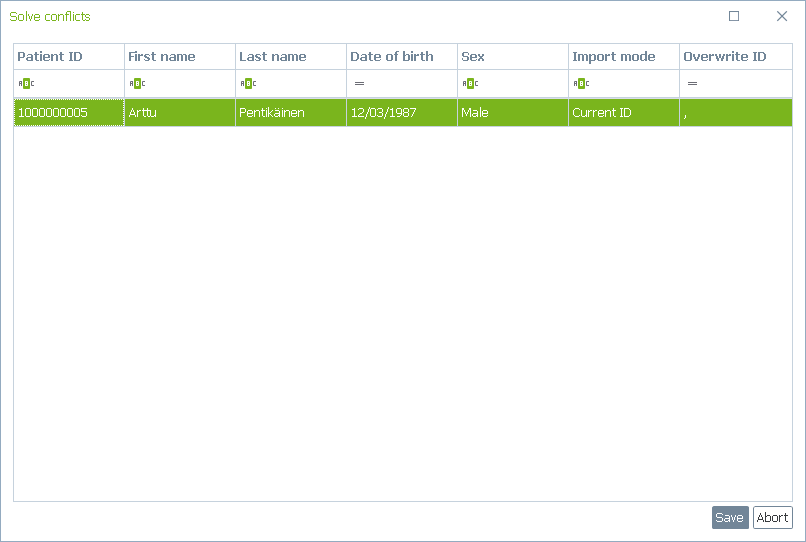 Solve conflicts
Patient ID First name Last name Date of birth Sex Import mode Overwrite ID
ABC ABC ABC = ABC ABC =
1000000005 Arttu Pentikäinen 12/03/1987 Male Current ID ,
Save Abort